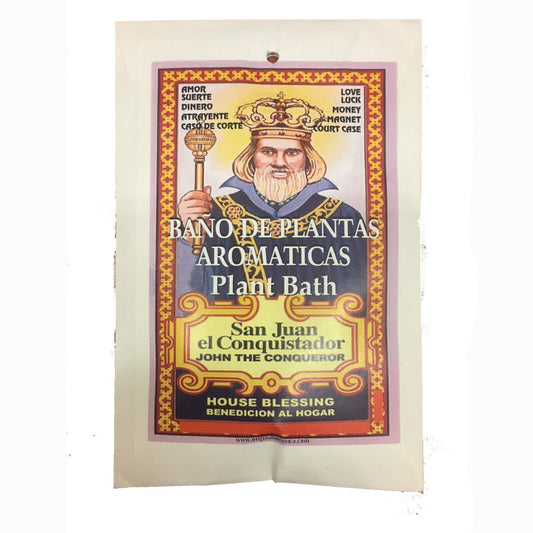 AMOR
SUERTE
DINERO
ATRAYENTE
CASO DE CORTE
LOVE
LUCK
MONEY
MAGNET
COURT CASE
BAÑO DE PLANTAS
AROMATICAS
Plant Bath
San Juan
el Conquistador
JOHN THE CONQUEROR
HOUSE BLESSING
BENEDICION AL HOGAR